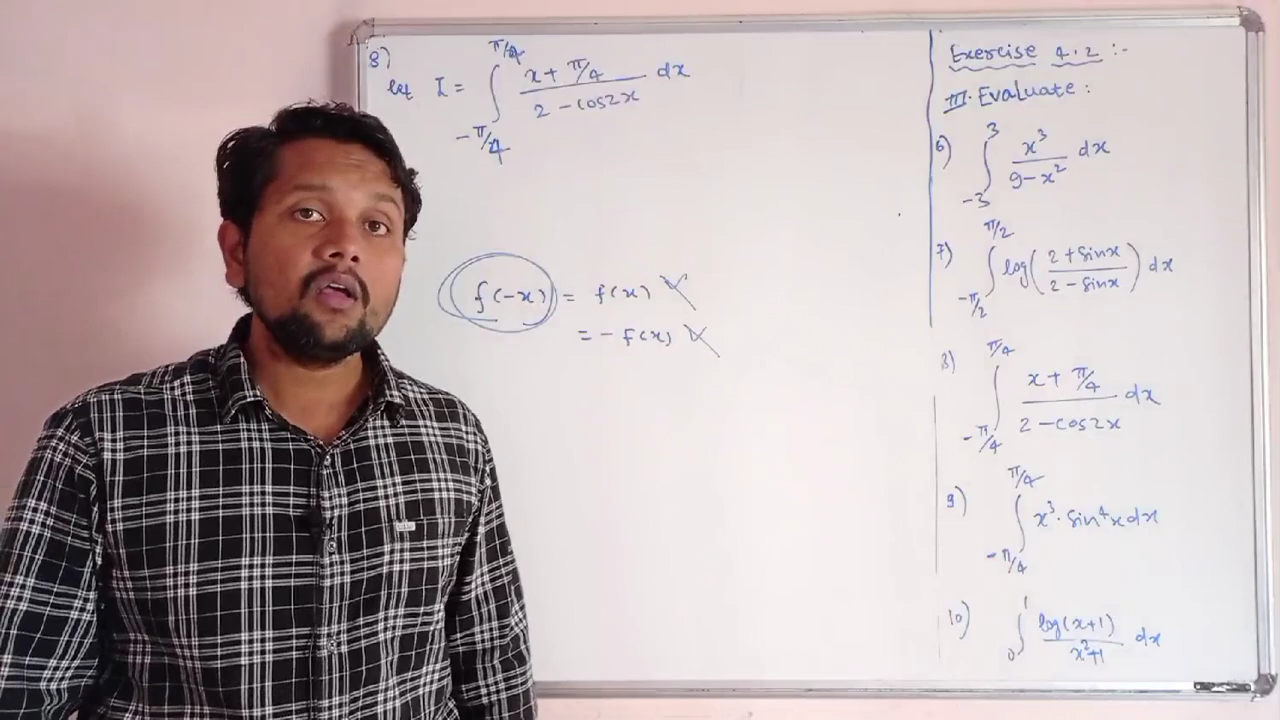 8)
let I = ∫_{-π/4}^{π/4} (x + π/4)/(2 - cos2x) dx
f(-x) = f(x)
= - f(x)
Exercise 4.2 :-
III. Evaluate :
6) ∫_{-3}^{3} x³/(9-x²) dx
7) ∫_{-π/2}^{π/2} log((2+sinx)/(2-sinx)) dx
8) ∫_{-π/4}^{π/4} (x + π/4)/(2-cos2x) dx
9) ∫_{-π/4}^{π/4} x³·sin⁴x dx
10) ∫_{0}^{1} log(x+1)/(x²+1) dx